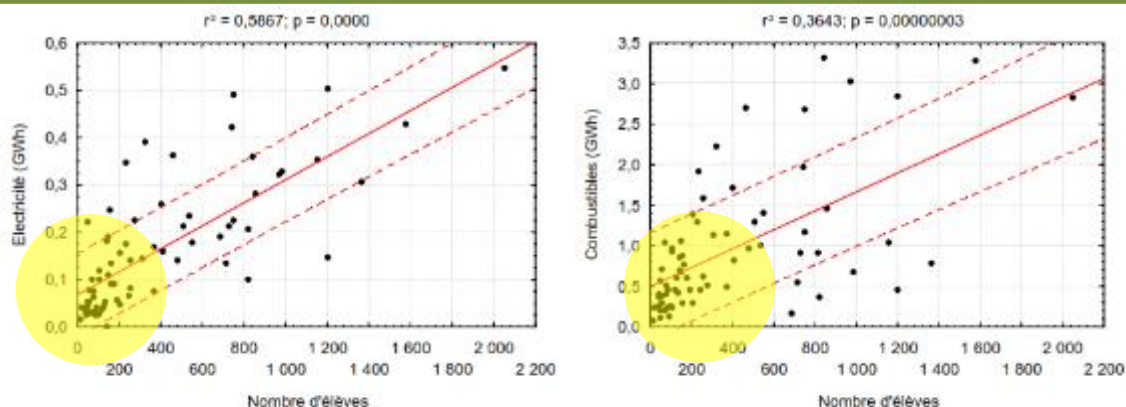 r² = 0,5867; p = 0,0000
Electricité (GWh)
0,6
0,5
0,4
0,3
0,2
0,1
0,0
0 400 800 1 200 1 600 2 000
200 600 1 000 1 400 1 800 2 200
Nombre d'élèves
r² = 0,3643; p = 0,00000003
Combustibles (GWh)
3,5
3,0
2,5
2,0
1,5
1,0
0,5
0,0
0 400 800 1 200 1 600 2 000
200 600 1 000 1 400 1 800 2 200
Nombre d'élèves